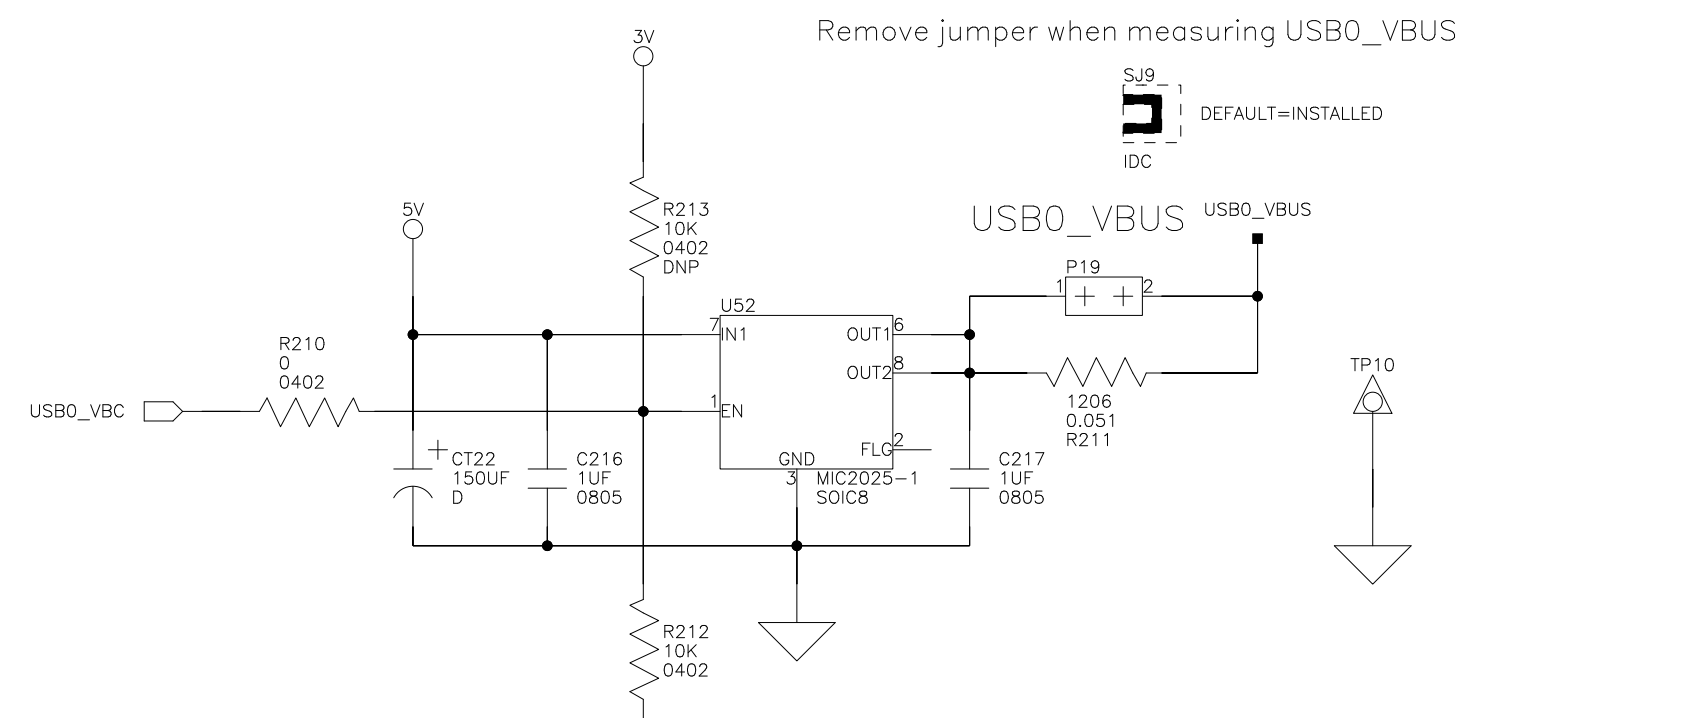 Remove jumper when measuring USB0_VBUS
3V
SJ9
DEFAULT=INSTALLED
IDC
5V
R213
10K
0402
DNP
USB0_VBUS
USB0_VBUS
P19
1
2
U52
7
IN1
OUT1
6
OUT2
8
R210
0
0402
TP10
USB0_VBC
1
EN
1206
0.051
R211
FLG
2
GND
3
MIC2025-1
SOIC8
+
CT22
150UF
D
C216
1UF
0805
C217
1UF
0805
R212
10K
0402